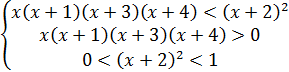 x(x + 1)(x + 3)(x + 4) < (x + 2)²
x(x + 1)(x + 3)(x + 4) > 0
0 < (x + 2)² < 1